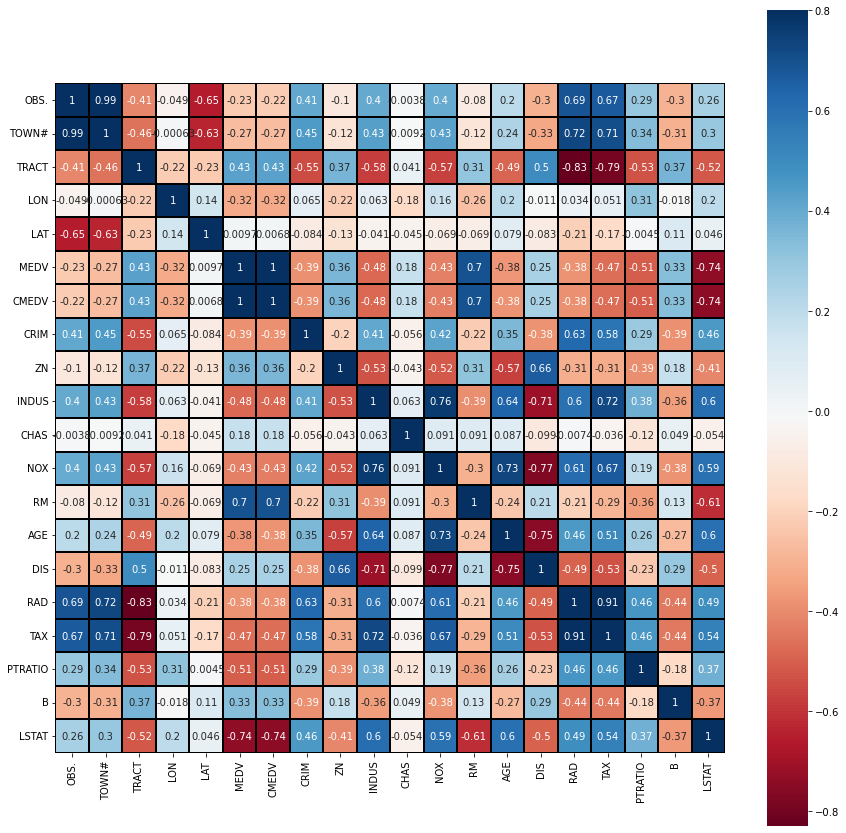 OBS. 1 0.99 -0.41 -0.049 -0.65 -0.23 -0.22 0.41 -0.1 0.4 0.0038 0.4 -0.08 0.2 -0.3 0.69 0.67 0.29 -0.3 0.26 0.8
TOWN# 0.99 1 -0.46 -0.63 -0.27 -0.27 0.45 -0.12 0.43 0.43 -0.12 0.24 -0.33 0.72 0.71 0.34 -0.31 0.3
TRACT -0.41 -0.46 1 -0.22 -0.23 0.43 0.43 -0.55 0.37 -0.58 0.041 -0.57 0.31 -0.49 0.5 -0.83 -0.79 -0.53 0.37 -0.52 0.6
LON -0.049 -0.22 1 0.14 -0.32 -0.32 0.065 -0.22 0.063 -0.18 0.16 -0.26 0.2 -0.011 0.034 0.051 0.31 -0.018 0.2
LAT -0.65 -0.63 -0.23 0.14 1 0.0097 0.0068 -0.084 -0.13 -0.041 -0.045 -0.069 -0.069 0.079 -0.083 -0.21 -0.17 -0.0045 0.11 0.046 0.4
MEDV -0.23 -0.27 0.43 -0.32 0.0097 1 1 -0.39 0.36 -0.48 0.18 -0.43 0.7 -0.38 0.25 -0.38 -0.47 -0.51 0.33 -0.74
CMEDV -0.22 -0.27 0.43 -0.32 0.0068 1 1 -0.39 0.36 -0.48 0.18 -0.43 0.7 -0.38 0.25 -0.38 -0.47 -0.51 0.33 -0.74 0.2
CRIM 0.41 0.45 -0.55 0.065 -0.084 -0.39 -0.39 1 -0.2 0.41 -0.056 0.42 -0.22 0.35 -0.38 0.63 0.58 0.29 -0.39 0.46
ZN -0.1 -0.12 0.37 -0.22 -0.13 0.36 0.36 -0.2 1 -0.53 -0.043 -0.52 0.31 -0.57 0.66 -0.31 -0.31 -0.39 0.18 -0.41
INDUS 0.4 0.43 -0.58 0.063 -0.041 -0.48 -0.48 0.41 -0.53 1 0.063 0.76 -0.39 0.64 -0.71 0.6 0.72 0.38 -0.36 0.6 0.0
CHAS 0.041 -0.18 -0.045 0.18 0.18 -0.056 -0.043 0.063 1 0.091 0.091 0.087 -0.099 -0.036 -0.12 0.049 -0.054
NOX 0.4 0.43 -0.57 0.16 -0.069 -0.43 -0.43 0.42 -0.52 0.76 0.091 1 -0.3 0.73 -0.77 0.61 0.67 0.19 -0.38 0.59
RM -0.08 -0.12 0.31 -0.26 -0.069 0.7 0.7 -0.22 0.31 -0.39 0.091 -0.3 1 -0.24 0.21 -0.21 -0.29 -0.36 0.13 -0.61 −0.2
AGE 0.2 0.24 -0.49 0.2 0.079 -0.38 -0.38 0.35 -0.57 0.64 0.087 0.73 -0.24 1 -0.75 0.46 0.51 0.26 -0.27 0.6
DIS -0.3 -0.33 0.5 -0.011 -0.083 0.25 0.25 -0.38 0.66 -0.71 -0.099 -0.77 0.21 -0.75 1 -0.49 -0.53 -0.23 0.29 -0.5 −0.4
RAD 0.69 0.72 -0.83 0.034 -0.21 -0.38 -0.38 0.63 -0.31 0.6 0.61 -0.21 0.46 -0.49 1 0.91 0.46 -0.44 0.49
TAX 0.67 0.71 -0.79 0.051 -0.17 -0.47 -0.47 0.58 -0.31 0.72 -0.036 0.67 -0.29 0.51 -0.53 0.91 1 0.46 -0.44 0.54
PTRATIO 0.29 0.34 -0.53 0.31 -0.0045 -0.51 -0.51 0.29 -0.39 0.38 -0.12 0.19 -0.36 0.26 -0.23 0.46 0.46 1 -0.18 0.37
B -0.3 -0.31 0.37 -0.018 0.11 0.33 0.33 -0.39 0.18 -0.36 0.049 -0.38 0.13 -0.27 0.29 -0.44 -0.44 -0.18 1 -0.37 −0.6
LSTAT 0.26 0.3 -0.52 0.2 0.046 -0.74 -0.74 0.46 -0.41 0.6 -0.054 0.59 -0.61 0.6 -0.5 0.49 0.54 0.37 -0.37 1
OBS. TOWN# TRACT LON LAT MEDV CMEDV CRIM ZN INDUS CHAS NOX RM AGE DIS RAD TAX PTRATIO B LSTAT −0.8